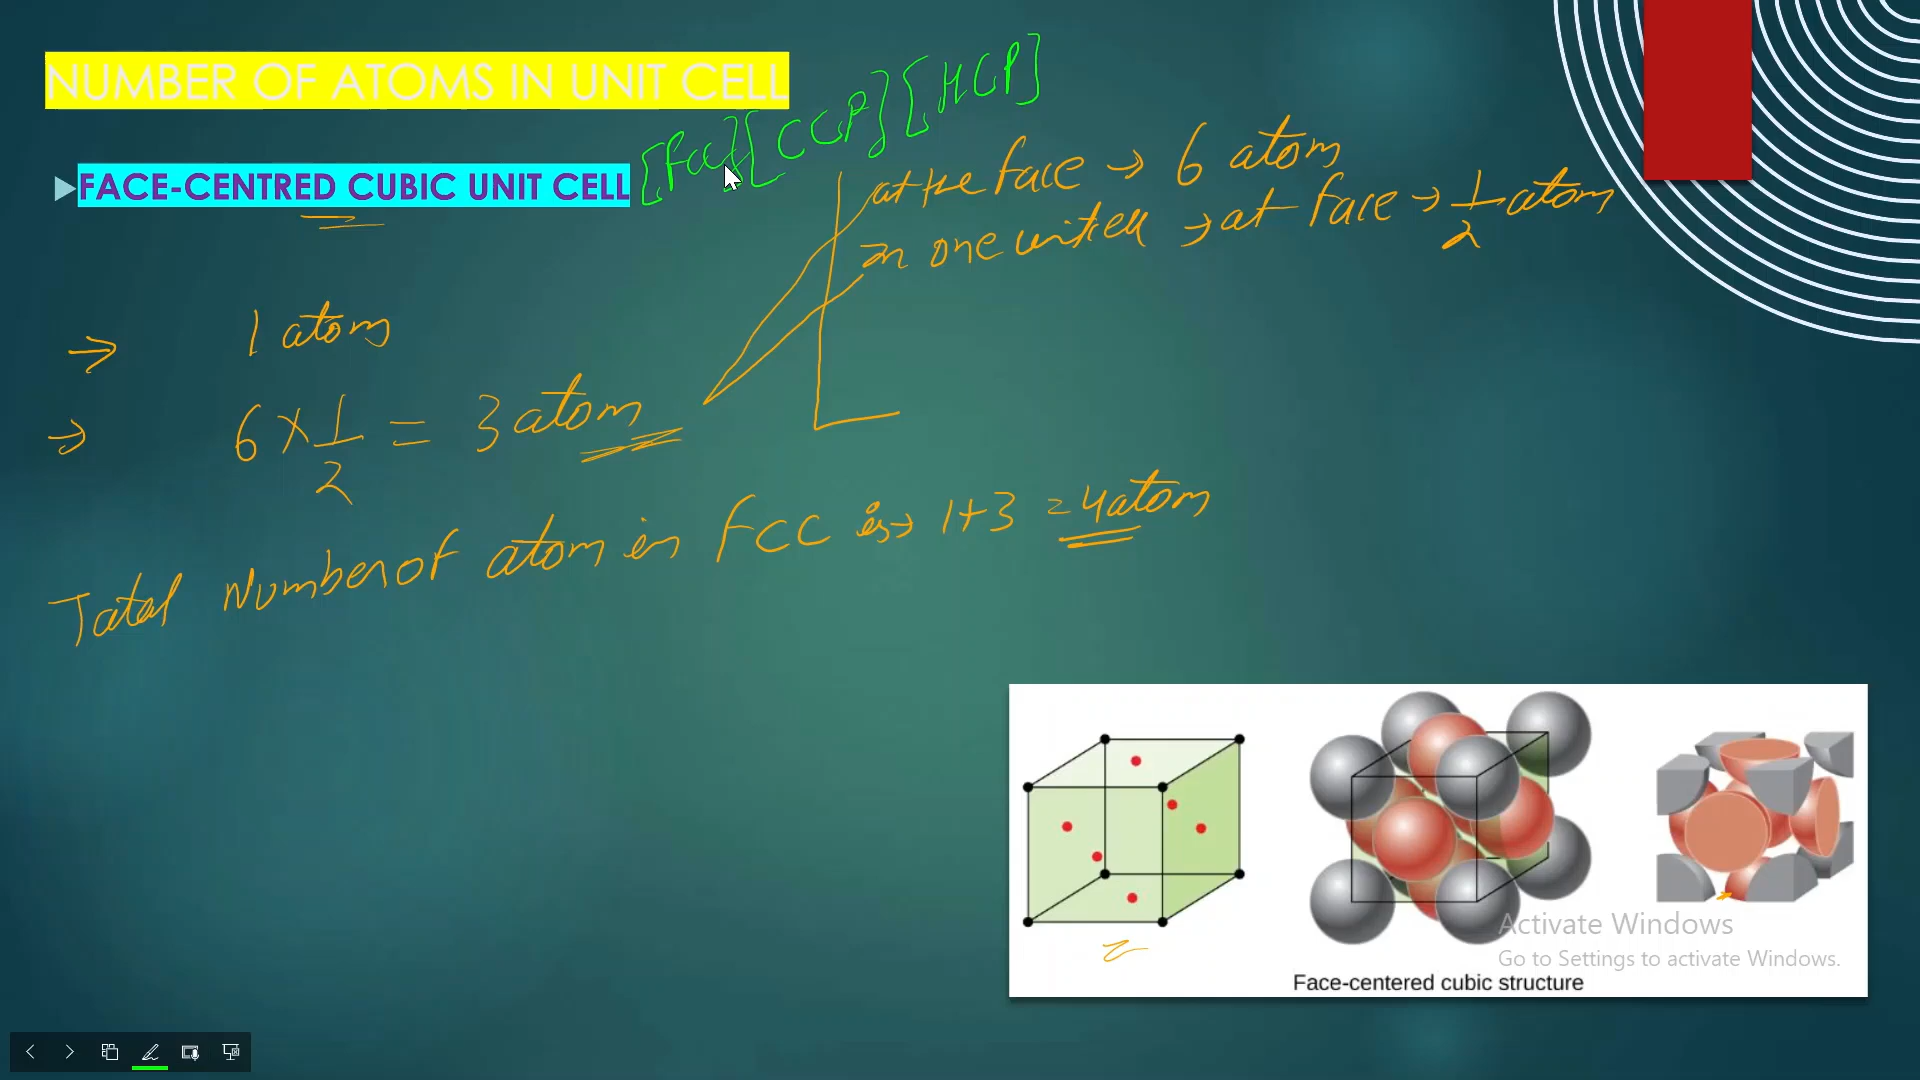 NUMBER OF ATOMS IN UNIT CELL
[FCC] [CCP] [HCP]
FACE-CENTRED CUBIC UNIT CELL
at the face → 6 atom
in one unit cell → at face → 1/2 atom
→ 1 atom
→ 6 × 1/2 = 3 atom
Total Number of atom in FCC is → 1+3 = 4 atom
Activate Windows
Go to Settings to activate Windows.
Face-centered cubic structure